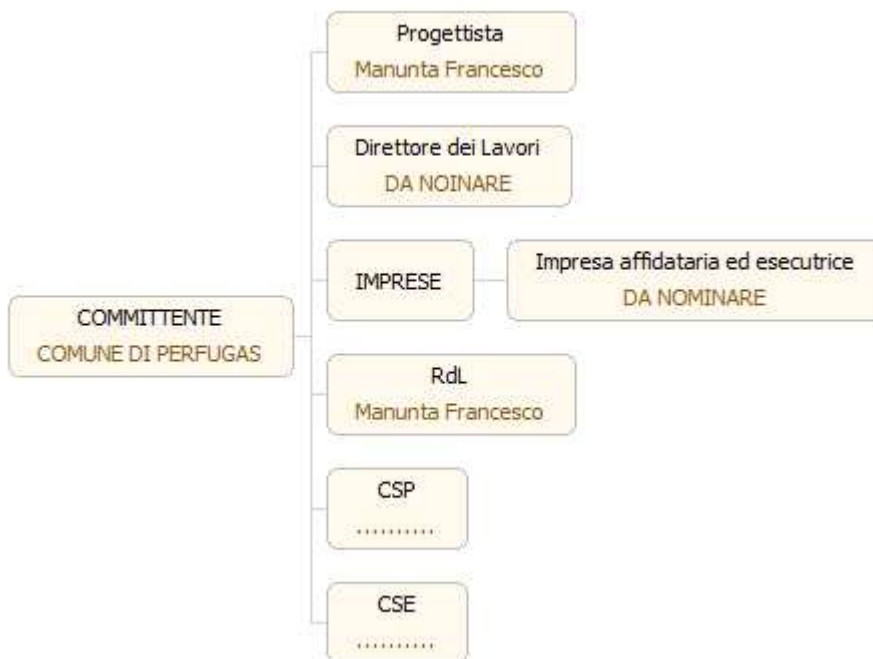 Progettista
Manunta Francesco
Direttore dei Lavori
DA NOINARE
IMPRESE
Impresa affidataria ed esecutrice
DA NOMINARE
COMMITTENTE
COMUNE DI PERFUGAS
RdL
Manunta Francesco
CSP
..........
CSE
..........